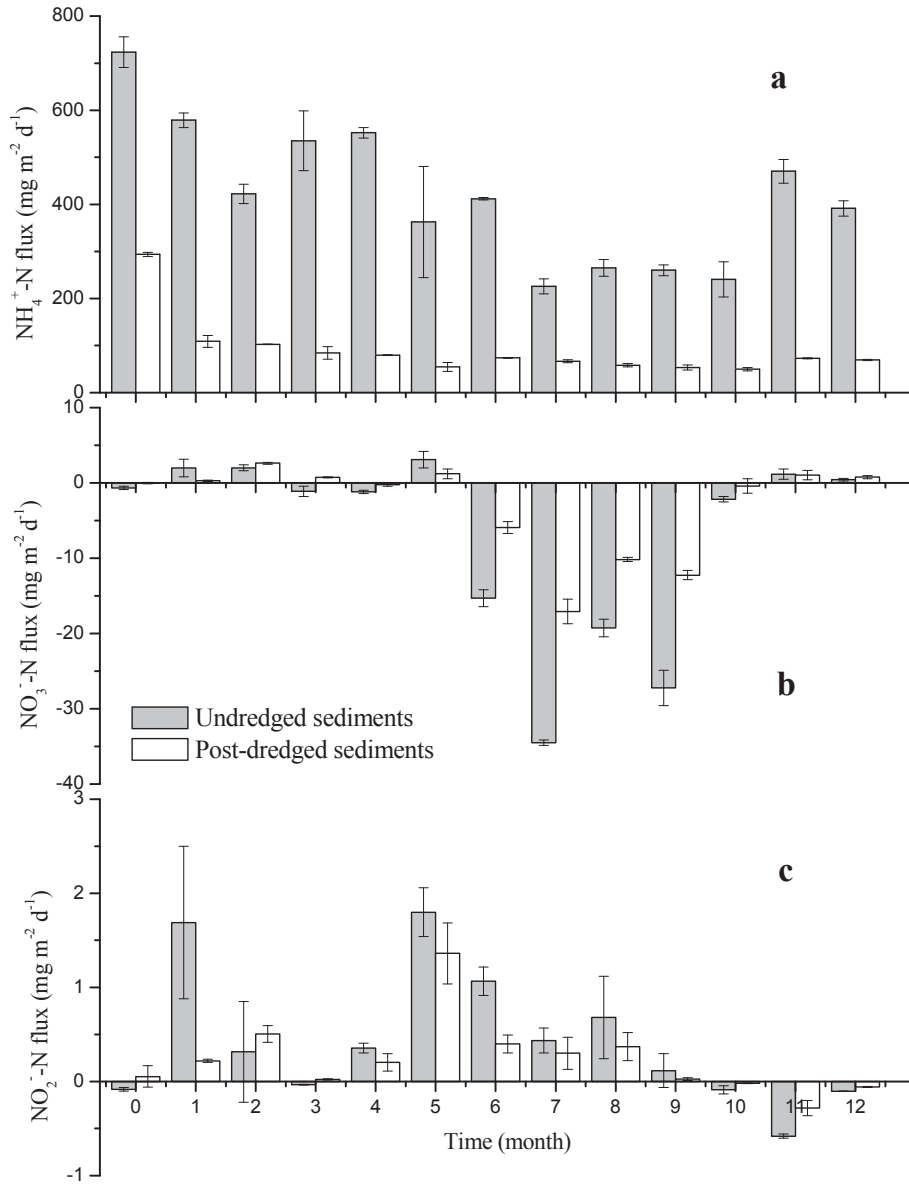 800
600
400
200
0
NH₄⁺-N flux (mg m⁻² d⁻¹)
a
10
0
-10
-20
-30
-40
NO₃⁻-N flux (mg m⁻² d⁻¹)
b
Undredged sediments
Post-dredged sediments
3
2
1
0
-1
NO₂⁻-N flux (mg m⁻² d⁻¹)
c
0 1 2 3 4 5 6 7 8 9 10 11 12
Time (month)